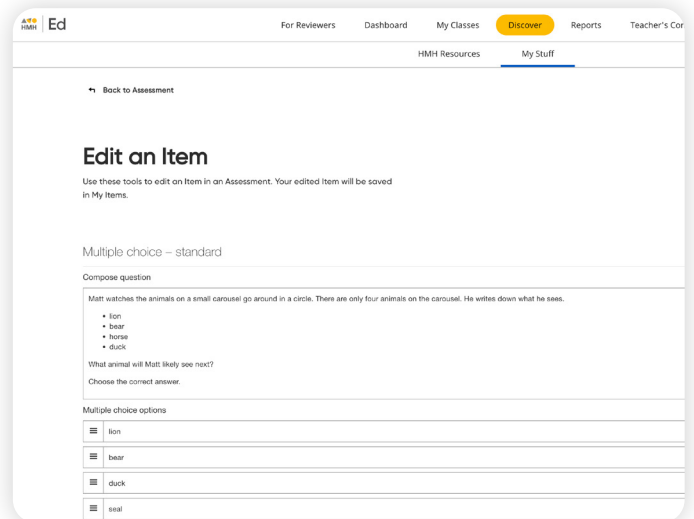 HMH Ed
For Reviewers Dashboard My Classes Discover Reports Teacher's Cor
HMH Resources My Stuff
Back to Assessment
Edit an Item
Use these tools to edit an Item in an Assessment. Your edited Item will be saved
in My Items.
Multiple choice – standard
Compose question
Matt watches the animals on a small carousel go around in a circle. There are only four animals on the carousel. He writes down what he sees.
• lion
• bear
• horse
• duck
What animal will Matt likely see next?
Choose the correct answer.
Multiple choice options
lion
bear
duck
seal